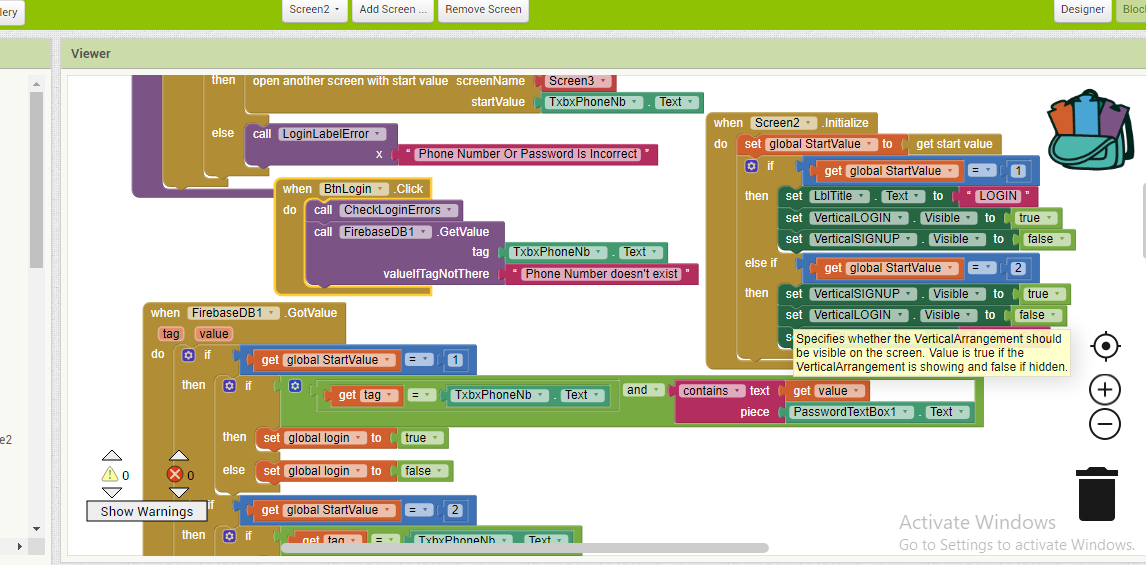 lery
Screen2
Add Screen ...
Remove Screen
Designer
Bloc
Viewer
then open another screen with start value screenName Screen3
startValue TxbxPhoneNb . Text
else call LoginLabelError
x " Phone Number Or Password Is Incorrect "
when BtnLogin .Click
do call CheckLoginErrors
call FirebaseDB1 .GetValue
tag TxbxPhoneNb . Text
valueIfTagNotThere " Phone Number doesn't exist "
when Screen2 .Initialize
do set global StartValue to get start value
if get global StartValue = 1
then set LblTitle . Text to " LOGIN "
set VerticalLOGIN . Visible to true
set VerticalSIGNUP . Visible to false
else if get global StartValue = 2
then set VerticalSIGNUP . Visible to true
set VerticalLOGIN . Visible to false
Specifies whether the VerticalArrangement should
be visible on the screen. Value is true if the
VerticalArrangement is showing and false if hidden.
when FirebaseDB1 .GotValue
tag value
do if get global StartValue = 1
then if get tag = TxbxPhoneNb . Text and contains text get value
piece PasswordTextBox1 . Text
then set global login to true
else set global login to false
if get global StartValue = 2
then if get tag = TxbxPhoneNb . Text
e2
0 0
Show Warnings
Activate Windows
Go to Settings to activate Windows.